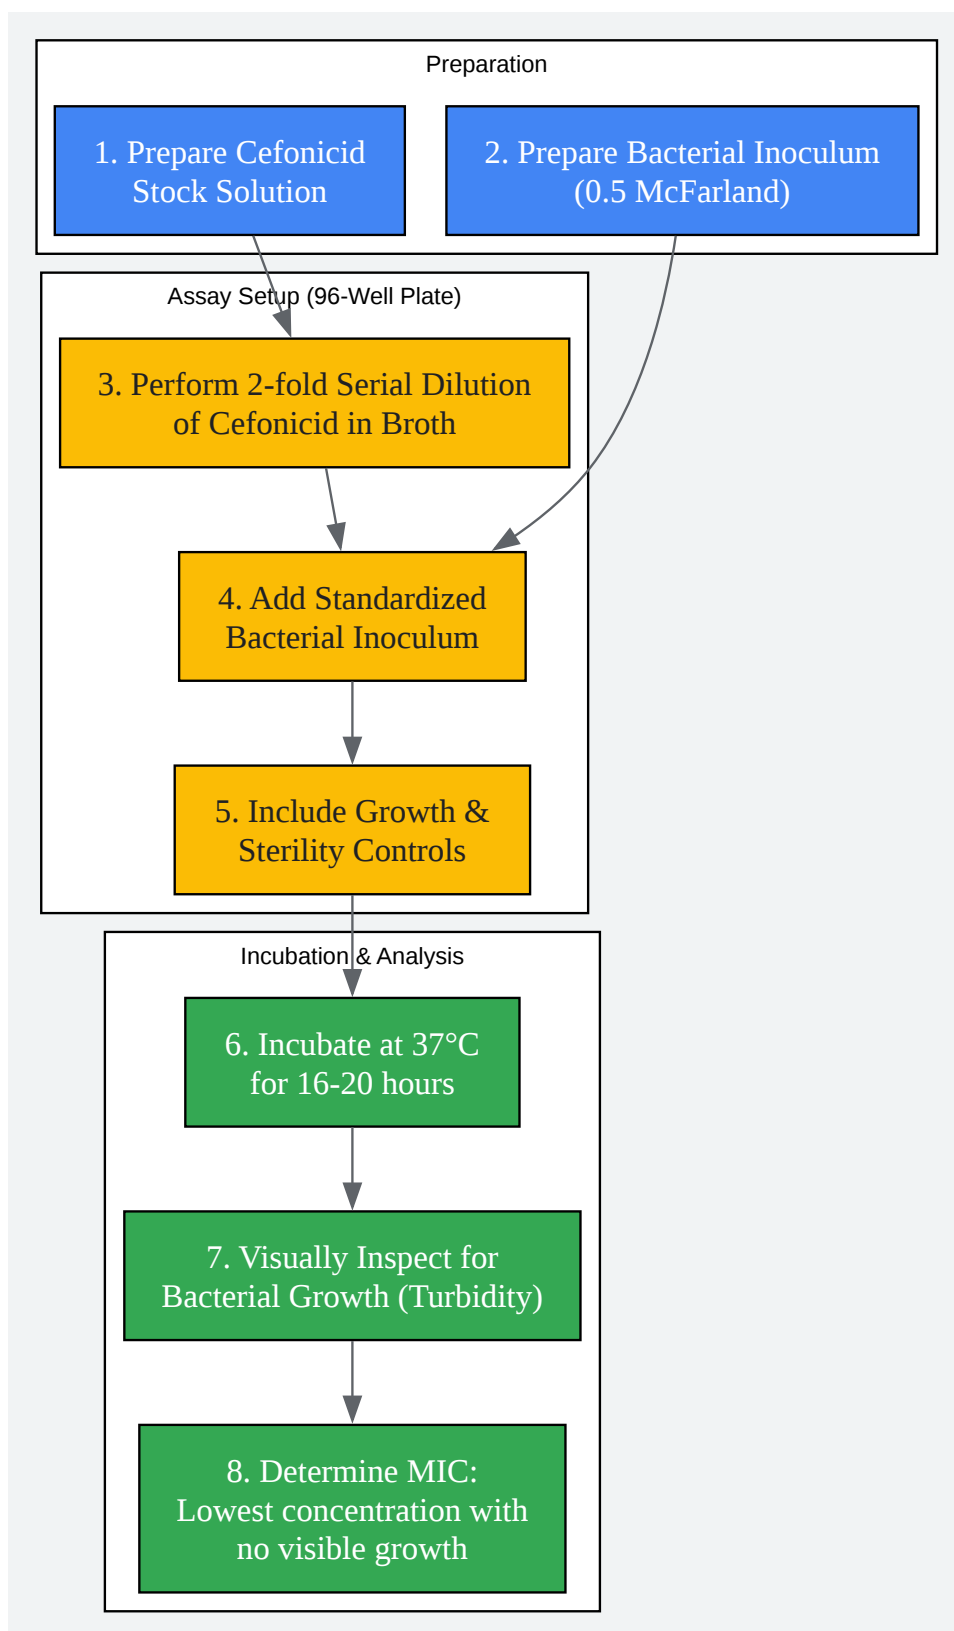 Preparation
1. Prepare Cefonicid
Stock Solution
2. Prepare Bacterial Inoculum
(0.5 McFarland)
Assay Setup (96-Well Plate)
3. Perform 2-fold Serial Dilution
of Cefonicid in Broth
4. Add Standardized
Bacterial Inoculum
5. Include Growth &
Sterility Controls
Incubation & Analysis
6. Incubate at 37°C
for 16-20 hours
7. Visually Inspect for
Bacterial Growth (Turbidity)
8. Determine MIC:
Lowest concentration with
no visible growth